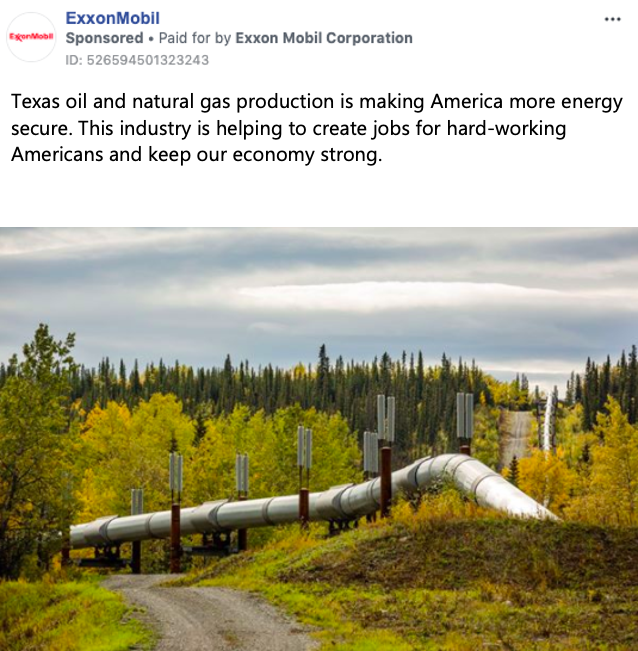 ExxonMobil
ExxonMobil
Sponsored • Paid for by Exxon Mobil Corporation
ID: 526594501323243
Texas oil and natural gas production is making America more energy
secure. This industry is helping to create jobs for hard-working
Americans and keep our economy strong.